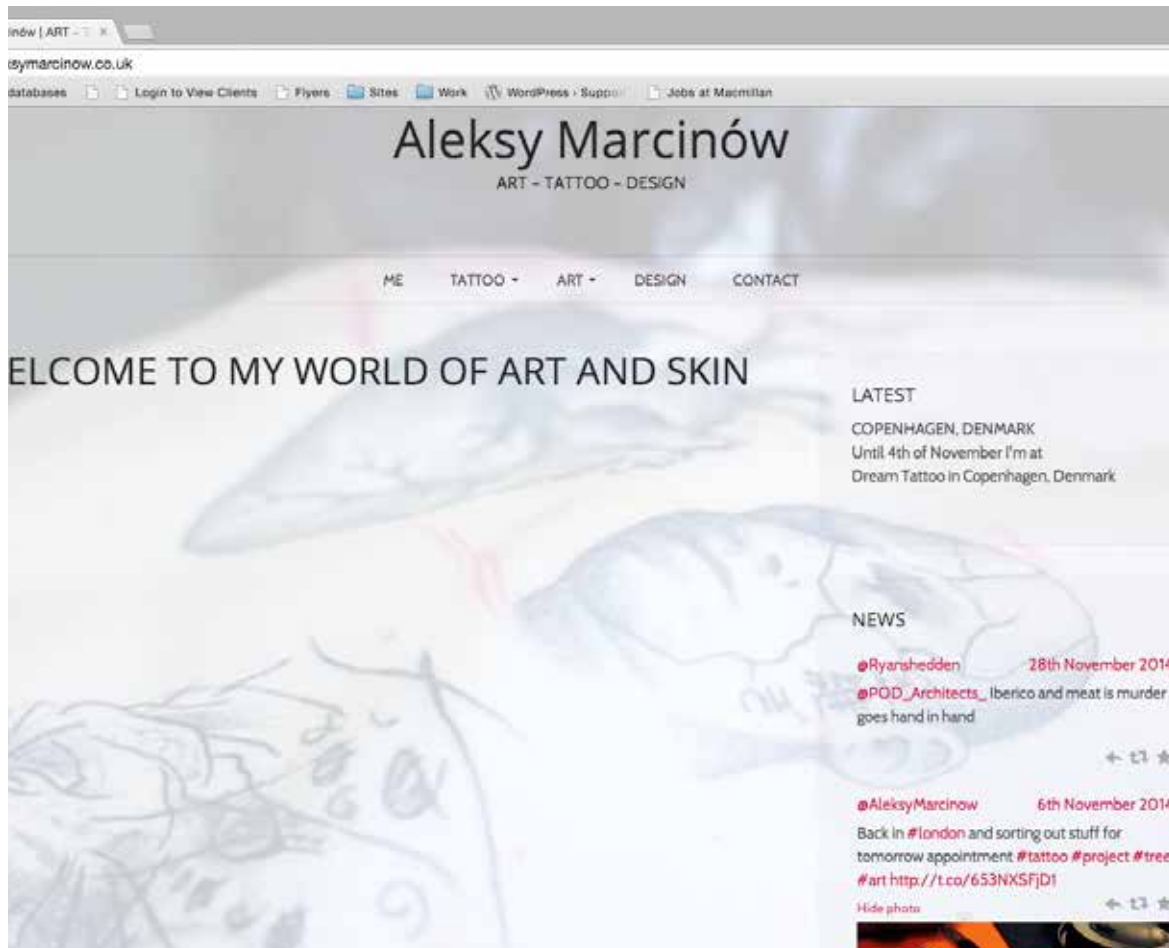 inów | ART - T
symarcinow.co.uk
databases Login to View Clients Flyers Sites Work WordPress › Suppo Jobs at Macmillan
Aleksy Marcinów
ART – TATTOO – DESIGN
ME TATTOO ART DESIGN CONTACT
ELCOME TO MY WORLD OF ART AND SKIN
LATEST
COPENHAGEN, DENMARK
Until 4th of November I'm at
Dream Tattoo in Copenhagen, Denmark
NEWS
@Ryanshedden 28th November 2014
@POD_Architects_ Iberico and meat is murder
goes hand in hand
@AleksyMarcinow 6th November 2014
Back in #london and sorting out stuff for
tomorrow appointment #tattoo #project #tree
#art http://t.co/653NXSFjD1
Hide photo